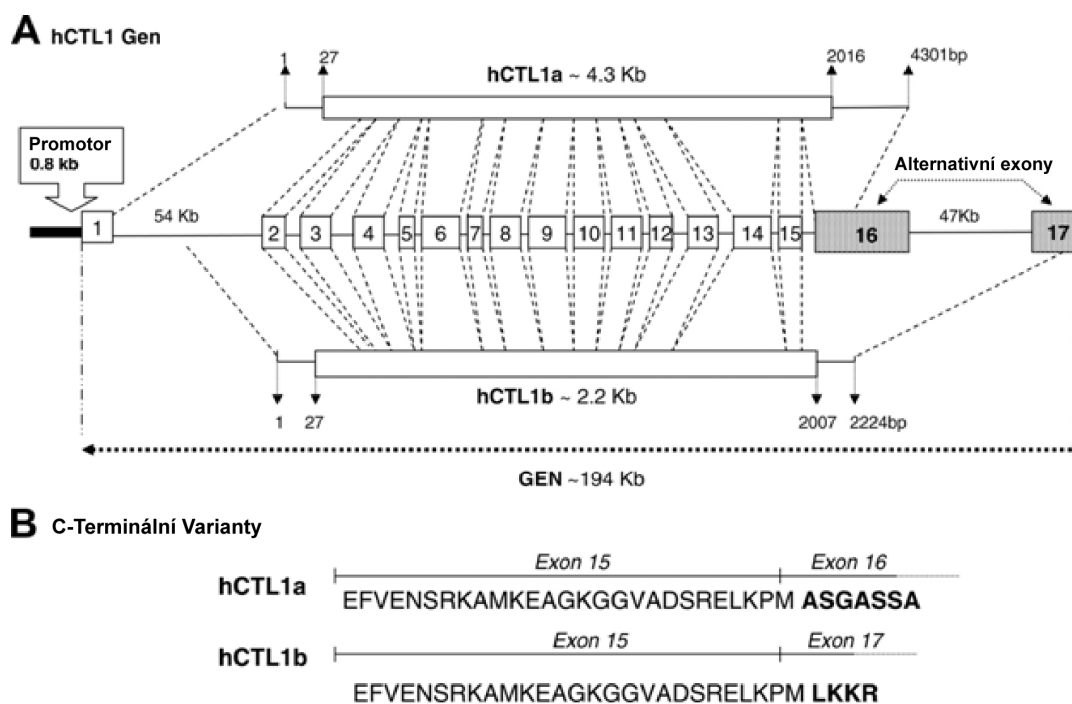 A hCTL1 Gen
1 27 hCTL1a ~ 4.3 Kb 2016 4301bp
Promotor
0.8 kb
Alternativní exony
1 54 Kb 2 3 4 5 6 7 8 9 10 11 12 13 14 15 16 47Kb 17
hCTL1b ~ 2.2 Kb
1 27 2007 2224bp
GEN ~194 Kb
B C-Terminální Varianty
Exon 15 Exon 16
hCTL1a
EFVENSRKAMKEAGKGGVADSRELKPM ASGASSA
Exon 15 Exon 17
hCTL1b
EFVENSRKAMKEAGKGGVADSRELKPM LKKR